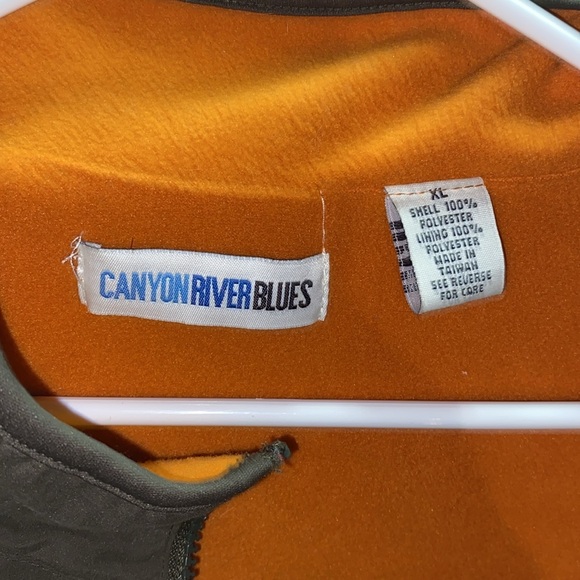 CANYONRIVERBLUES
XL
SHELL 100%
POLYESTER
LINING 100%
POLYESTER
MADE IN
TAIWAN
SEE REVERSE
FOR CARE